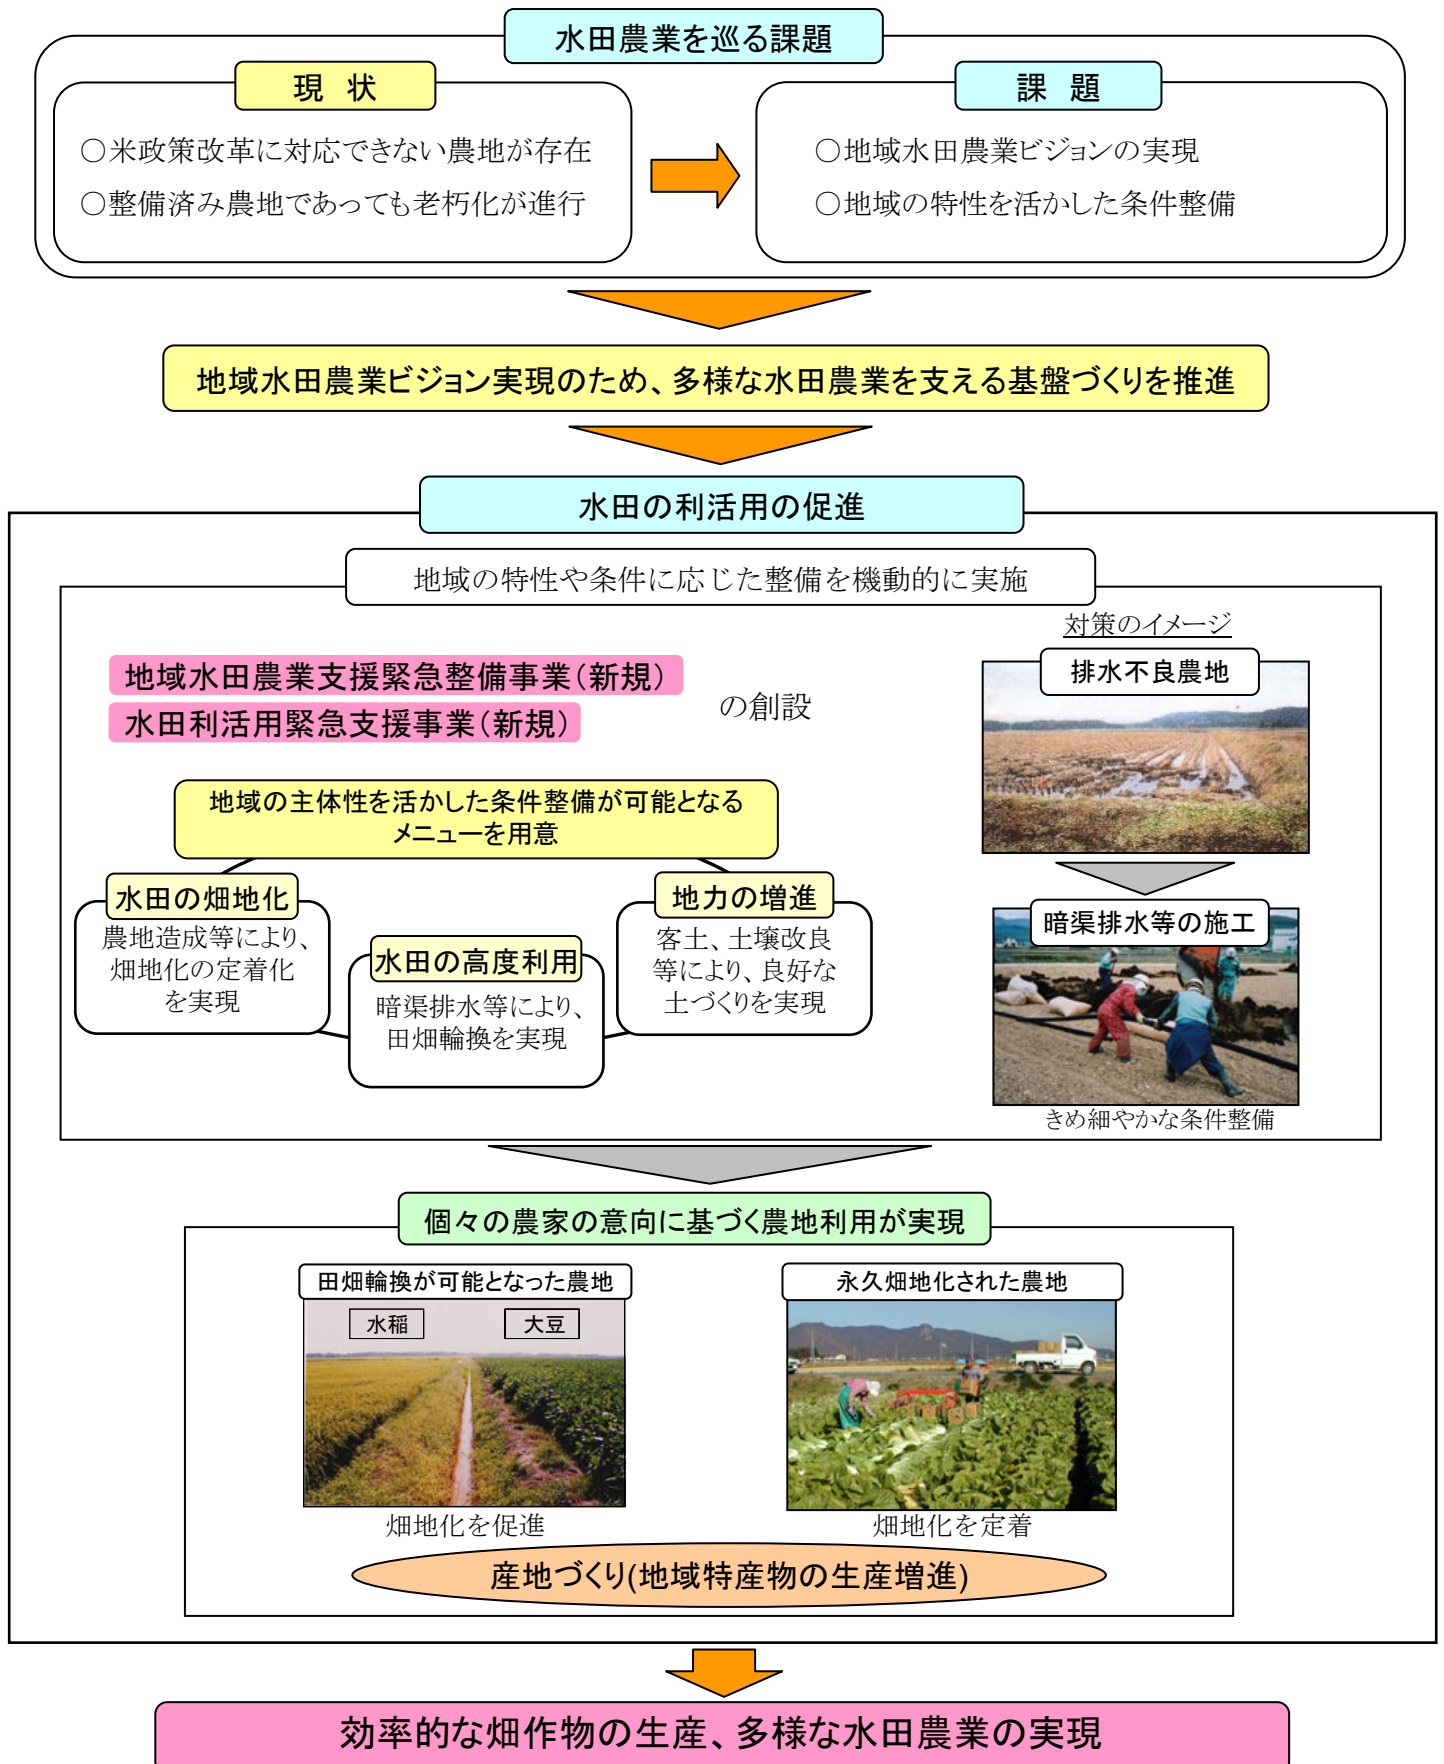 水田農業を巡る課題
現 状
○米政策改革に対応できない農地が存在
○整備済み農地であっても老朽化が進行
課 題
○地域水田農業ビジョンの実現
○地域の特性を活かした条件整備
地域水田農業ビジョン実現のため、多様な水田農業を支える基盤づくりを推進
水田の利活用の促進
地域の特性や条件に応じた整備を機動的に実施
地域水田農業支援緊急整備事業(新規)
水田利活用緊急支援事業(新規)
の創設
地域の主体性を活かした条件整備が可能となる
メニューを用意
水田の畑地化
農地造成等により、
畑地化の定着化
を実現
水田の高度利用
暗渠排水等により、
田畑輪換を実現
地力の増進
客土、土壌改良
等により、良好な
土づくりを実現
対策のイメージ
排水不良農地
暗渠排水等の施工
きめ細やかな条件整備
個々の農家の意向に基づく農地利用が実現
田畑輪換が可能となった農地
水稲
大豆
畑地化を促進
永久畑地化された農地
畑地化を定着
産地づくり(地域特産物の生産増進)
効率的な畑作物の生産、多様な水田農業の実現